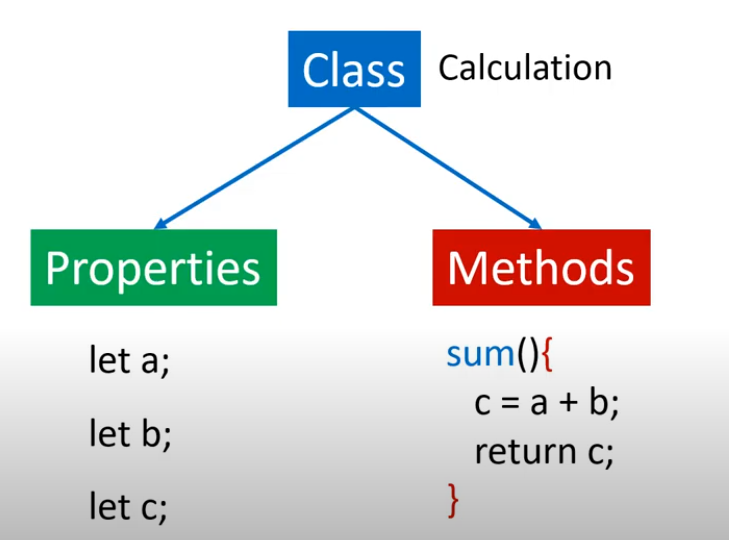 Class Calculation
Properties
Methods
let a;
let b;
let c;
sum(){
c = a + b;
return c;
}